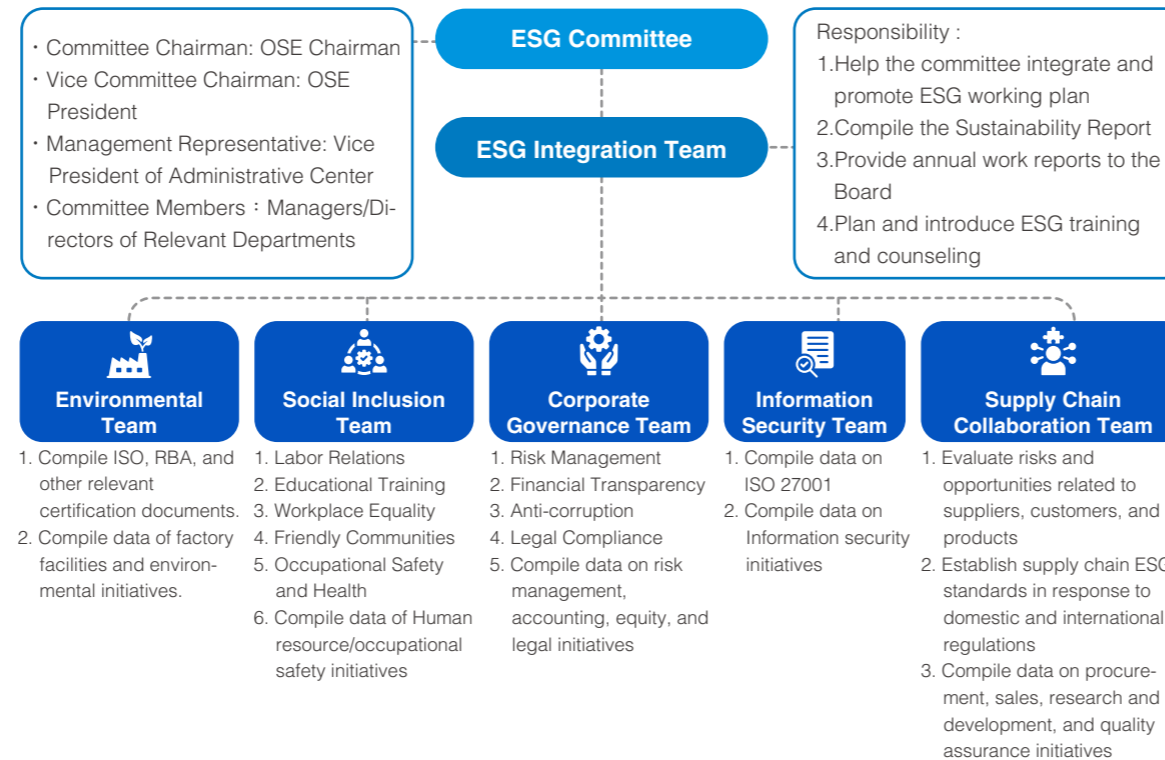 · Committee Chairman: OSE Chairman
· Vice Committee Chairman: OSE
President
· Management Representative: Vice
President of Administrative Center
· Committee Members：Managers/Di-
rectors of Relevant Departments
ESG Committee
ESG Integration Team
Responsibility :
1.Help the committee integrate and
promote ESG working plan
2.Compile the Sustainability Report
3.Provide annual work reports to the
Board
4.Plan and introduce ESG training
and counseling
Environmental
Team
1. Compile ISO, RBA, and
other relevant
certification documents.
2. Compile data of factory
facilities and environ-
mental initiatives.
Social Inclusion
Team
1. Labor Relations
2. Educational Training
3. Workplace Equality
4. Friendly Communities
5. Occupational Safety
and Health
6. Compile data of Human
resource/occupational
safety initiatives
Corporate
Governance Team
1. Risk Management
2. Financial Transparency
3. Anti-corruption
4. Legal Compliance
5. Compile data on risk
management,
accounting, equity, and
legal initiatives
Information
Security Team
1. Compile data on
ISO 27001
2. Compile data on
Information security
initiatives
Supply Chain
Collaboration Team
1. Evaluate risks and
opportunities related to
suppliers, customers, and
products
2. Establish supply chain ESG
standards in response to
domestic and international
regulations
3. Compile data on procure-
ment, sales, research and
development, and quality
assurance initiatives